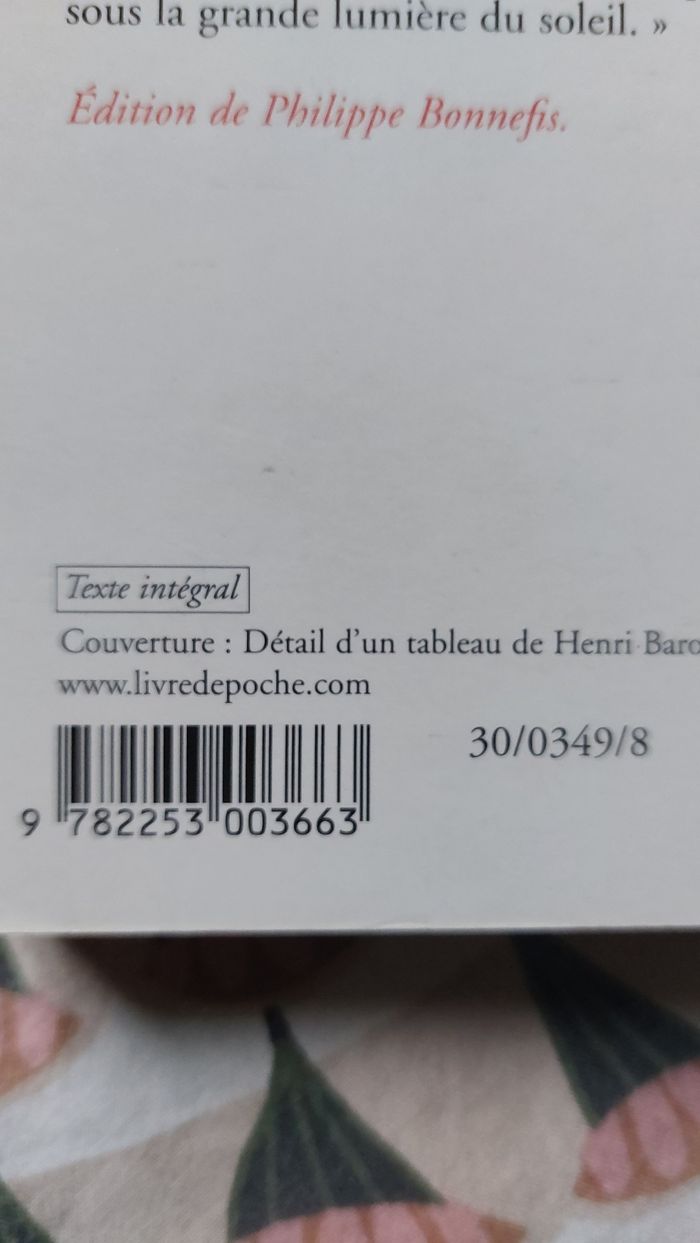 sous la grande lumière du soleil. »
Édition de Philippe Bonnefis.
Texte intégral
Couverture : Détail d’un tableau de Henri
www.livredepoche.com
30/0349/8
9 782253 003663